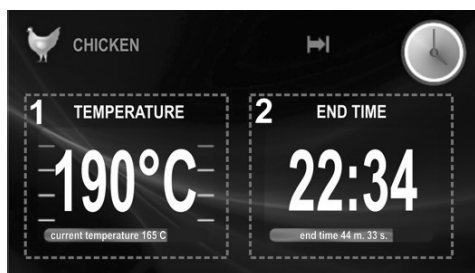 CHICKEN
1 TEMPERATURE
190°C
current temperature 165 C
2 END TIME
22:34
end time 44 m. 33 s.